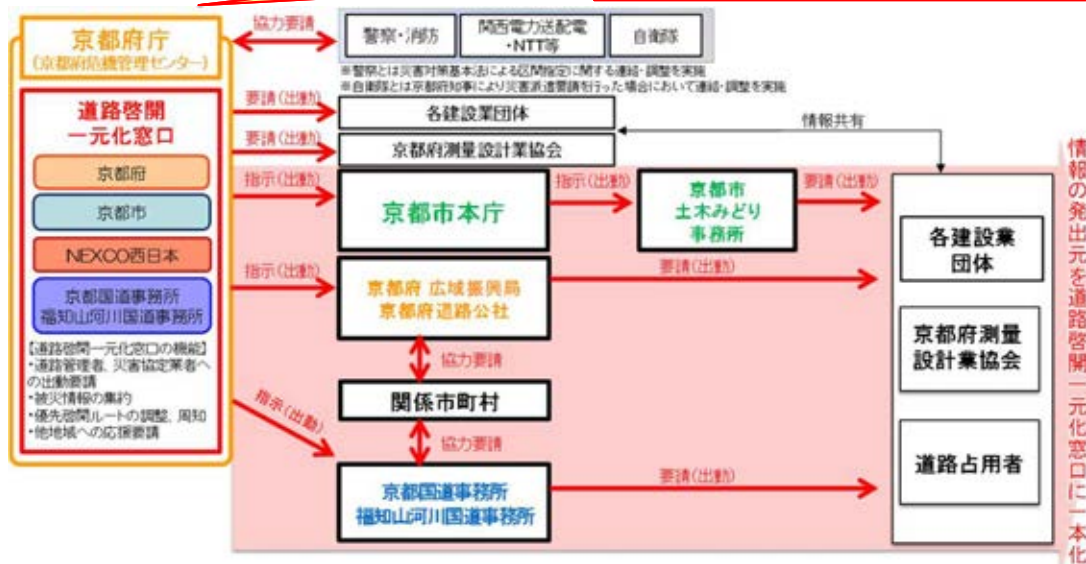 京都府庁
(京都府危機管理センター)
道路啓開
一元化窓口
京都府
京都市
NEXCO西日本
京都国道事務所
福知山河川国道事務所
【道路啓開一元化窓口の機能】
・道路管理者、災害協定業者へ
の出動要請
・被災情報の集約
・優先啓開ルートの調整、周知
・他地域への応援要請
協力要請
警察・消防
関西電力送配電
・NTT等
自衛隊
※警察とは災害対策基本法による区間指定に関する連絡・調整を実施
※自衛隊とは京都府知事により災害派遣要請を行った場合において連絡・調整を実施
要請(出動)
各建設業団体
要請(出動)
京都府測量設計業協会
情報共有
指示(出動)
京都市本庁
指示(出動)
京都市
土木みどり
事務所
要請(出動)
指示(出動)
京都府 広域振興局
京都府道路公社
要請(出動)
協力要請
関係市町村
協力要請
指示(出動)
京都国道事務所
福知山河川国道事務所
要請(出動)
各建設業
団体
京都府測量
設計業協会
道路占用者
情報の発出元を道路啓開一元化窓口に一本化